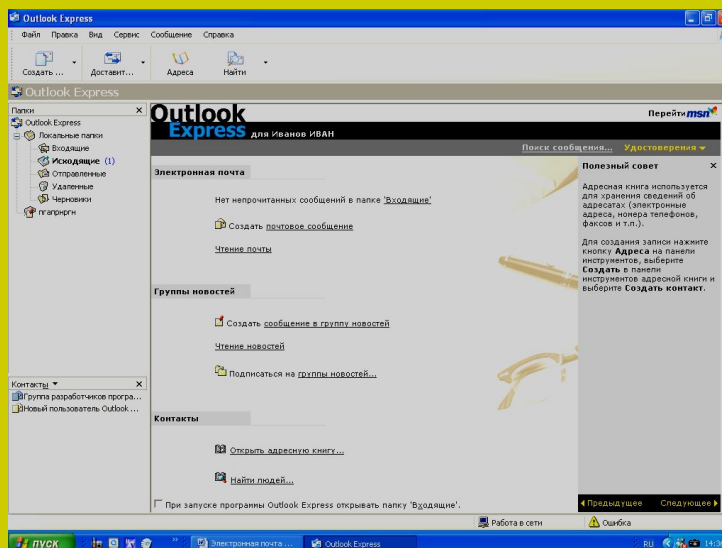 Outlook Express
Файл Правка Вид Сервис Сообщение Справка
Создать ... Доставит... Адреса Найти
Outlook Express
Папки
Outlook Express
Локальные папки
Входящие
Исходящие (1)
Отправленные
Удаленные
Черновики
Контакты
Группа разработчиков програ...
Новый пользователь Outlook ...
Outlook
Express для Иванов ИВАН
Перейти msn
Поиск сообщения... Удостоверения
Электронная почта
Нет непрочитанных сообщений в папке 'Входящие'
Создать почтовое сообщение
Чтение почты
Группы новостей
Создать сообщение в группу новостей
Чтение новостей
Подписаться на группы новостей...
Контакты
Открыть адресную книгу...
Найти людей...
При запуске программы Outlook Express открывать папку 'Входящие'.
Полезный совет
Адресная книга используется
для хранения сведений об
адресатах (электронные
адреса, номера телефонов,
факсов и т.п.).
Для создания записи нажмите
кнопку Адреса на панели
инструментов, выберите
Создать в панели
инструментов адресной книги и
выберите Создать контакт.
Предыдущее Следующее
Работа в сети Ошибка
пуск Электронная почта ... Outlook Express RU